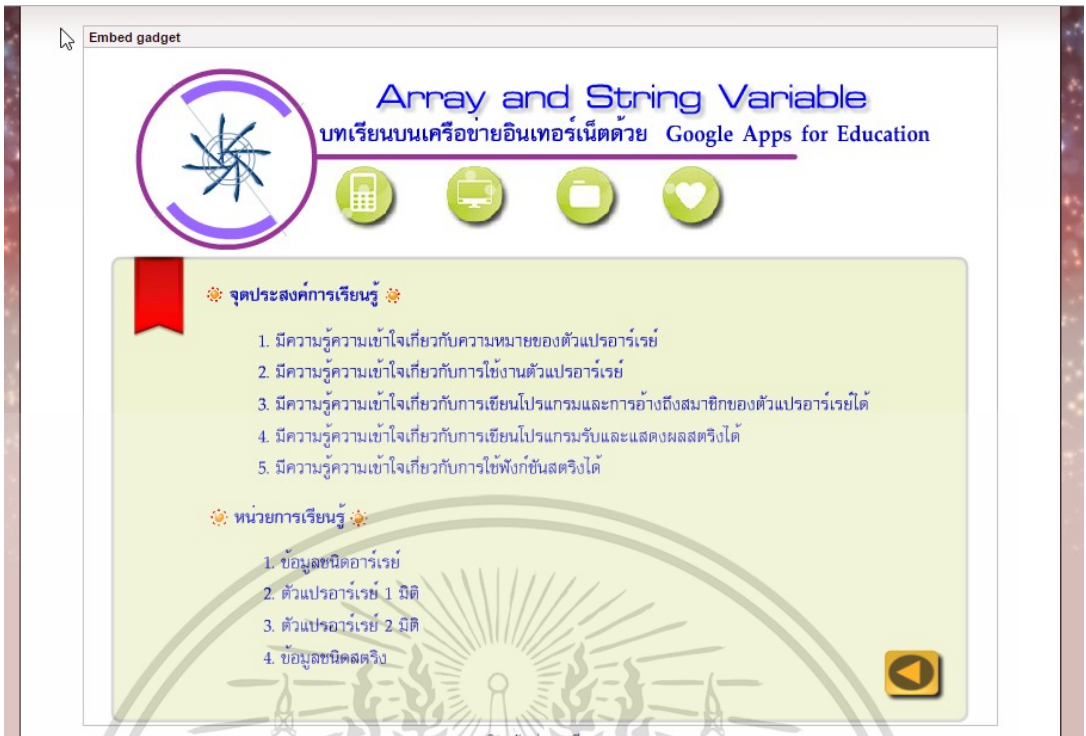 Embed gadget
Array and String Variable
บทเรียนบนเครือข่ายอินเทอร์เน็ตด้วย Google Apps for Education
จุดประสงค์การเรียนรู้
1. มีความรู้ความเข้าใจเกี่ยวกับความหมายของตัวแปรอาร์เรย์
2. มีความรู้ความเข้าใจเกี่ยวกับการใช้งานตัวแปรอาร์เรย์
3. มีความรู้ความเข้าใจเกี่ยวกับการเขียนโปรแกรมและการอ้างถึงสมาชิกของตัวแปรอาร์เรย์ได้
4. มีความรู้ความเข้าใจเกี่ยวกับการเขียนโปรแกรมรับและแสดงผลสตริงได้
5. มีความรู้ความเข้าใจเกี่ยวกับการใช้ฟังก์ชันสตริงได้
หน่วยการเรียนรู้
1. ข้อมูลชนิดอาร์เรย์
2. ตัวแปรอาร์เรย์ 1 มิติ
3. ตัวแปรอาร์เรย์ 2 มิติ
4. ข้อมูลชนิดสตริง